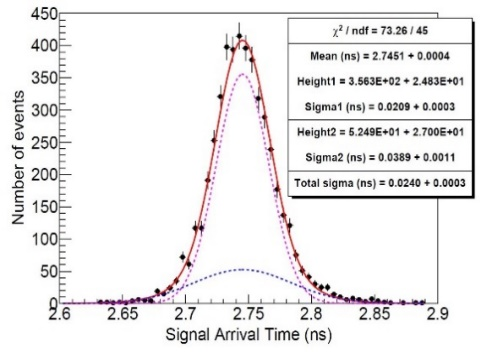 450
400
350
300
250
200
150
100
50
0
Number of events
χ² / ndf = 73.26 / 45
Mean (ns) = 2.7451 + 0.0004
Height1 = 3.563E+02 + 2.483E+01
Sigma1 (ns) = 0.0209 + 0.0003
Height2 = 5.249E+01 + 2.700E+01
Sigma2 (ns) = 0.0389 + 0.0011
Total sigma (ns) = 0.0240 + 0.0003
2.6 2.65 2.7 2.75 2.8 2.85 2.9
Signal Arrival Time (ns)